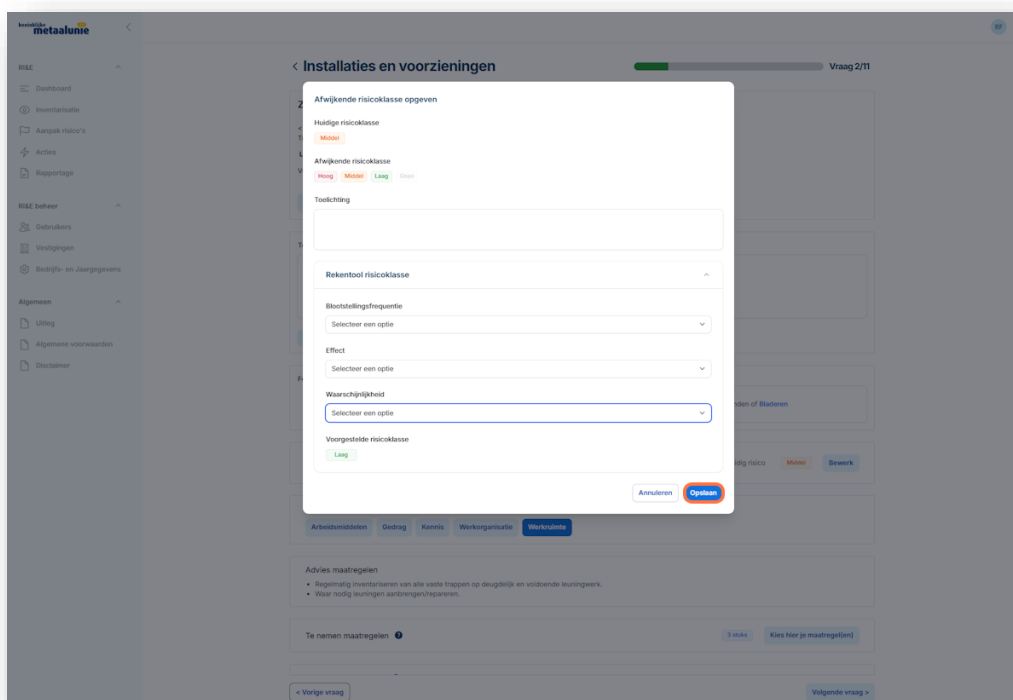 koninklijke
metaalunie
RF
RI&E
Dashboard
Inventarisatie
Aanpak risico's
Acties
Rapportage
RI&E beheer
Gebruikers
Vestigingen
Bedrijfs- en Jaargegevens
Algemeen
Uitleg
Algemene voorwaarden
Disclaimer
< Installaties en voorzieningen
Vraag 2/11
Afwijkende risicoklasse opgeven
Huidige risicoklasse
Middel
Afwijkende risicoklasse
Hoog Middel Laag Geen
Toelichting
Rekentool risicoklasse
Blootstellingsfrequentie
Selecteer een optie
Effect
Selecteer een optie
Waarschijnlijkheid
Selecteer een optie
Voorgestelde risicoklasse
Laag
Annuleren Opslaan
of Bladeren
risico Middel Bewerk
Arbeidsmiddelen Gedrag Kennis Werkorganisatie Werkruimte
Advies maatregelen
• Regelmatig inventariseren van alle vaste trappen op deugdelijk en voldoende leuningwerk.
• Waar nodig leuningen aanbrengen/repareren.
Te nemen maatregelen ?
3 stuks Kies hier je maatregel(en)
< Vorige vraag
Volgende vraag >